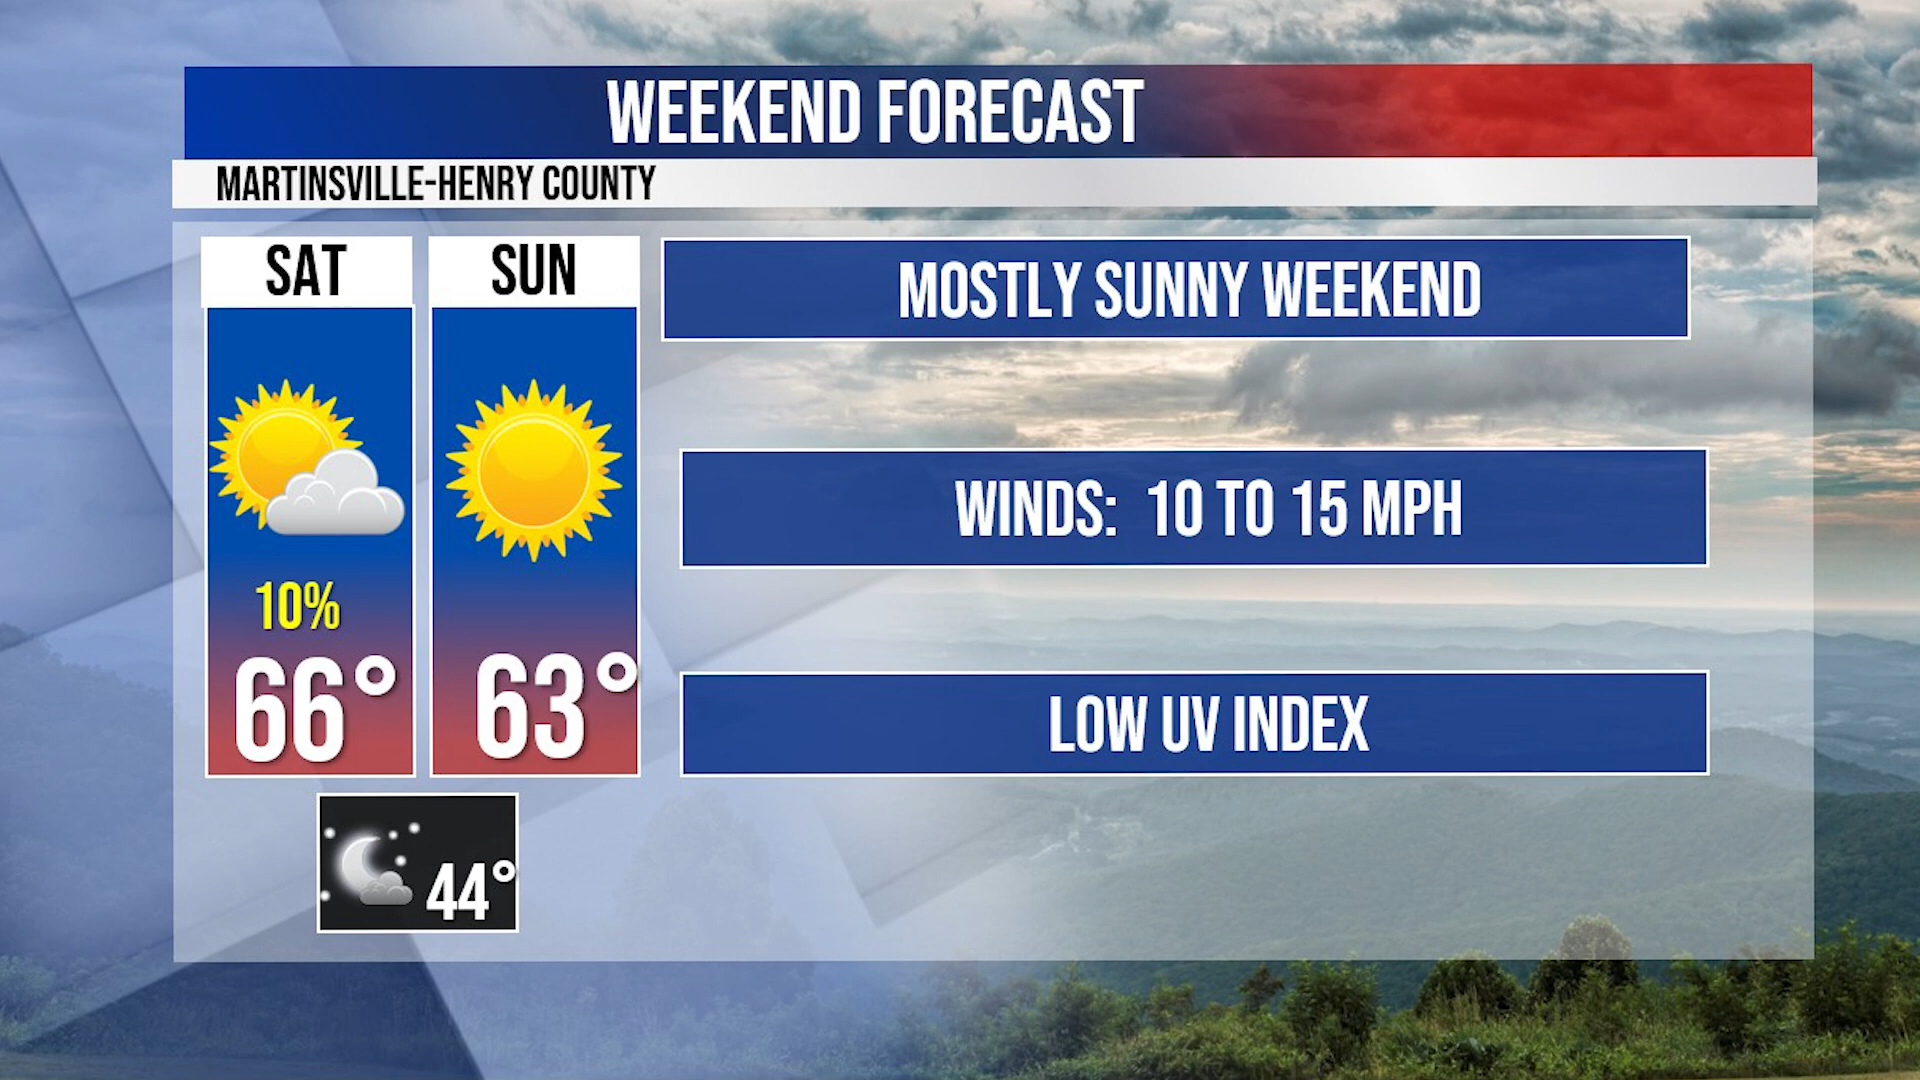 WEEKEND FORECAST
MARTINSVILLE-HENRY COUNTY
SAT
SUN
MOSTLY SUNNY WEEKEND
WINDS: 10 TO 15 MPH
10%
66°
63°
LOW UV INDEX
44°